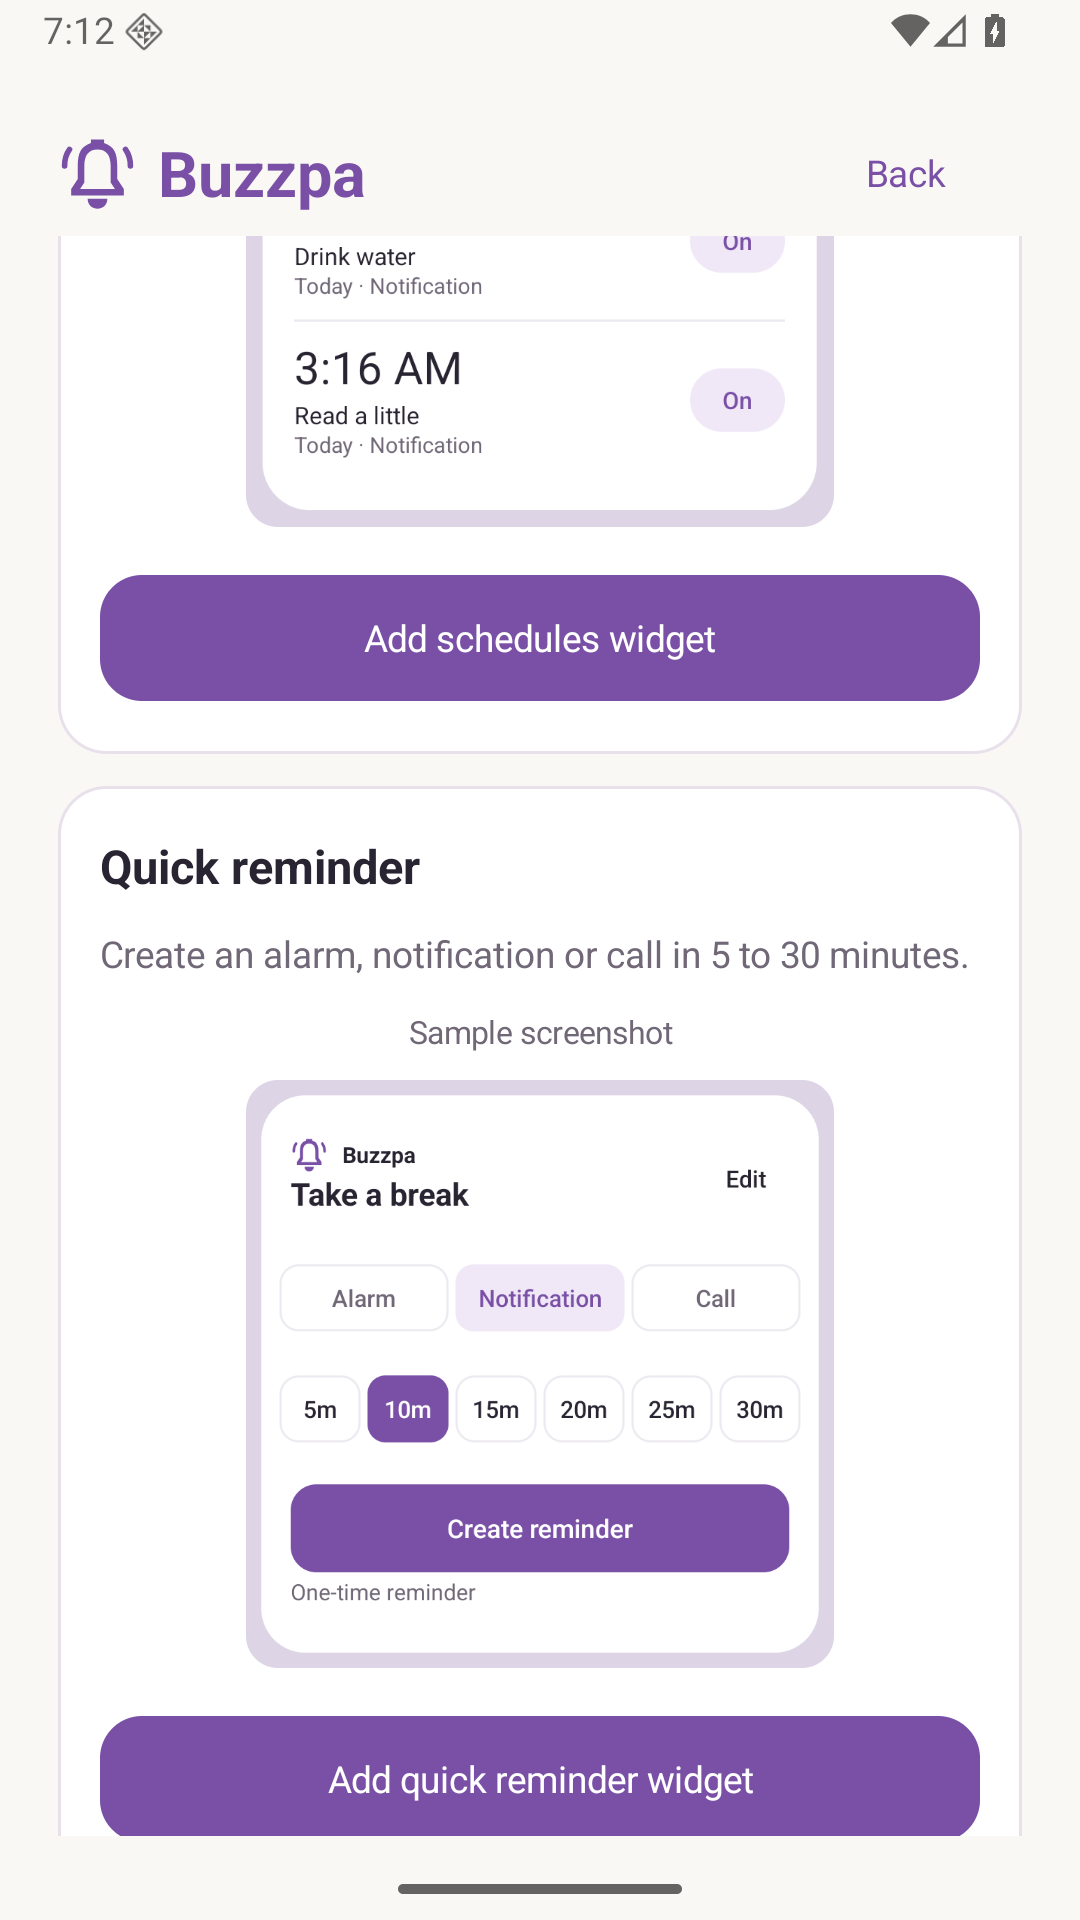 7:12
Buzzpa
Back
Drink water
On
Today · Notification
3:16 AM
Read a little
On
Today · Notification
Add schedules widget
Quick reminder
Create an alarm, notification or call in 5 to 30 minutes.
Sample screenshot
Buzzpa
Take a break
Edit
Alarm
Notification
Call
5m
10m
15m
20m
25m
30m
Create reminder
One-time reminder
Add quick reminder widget